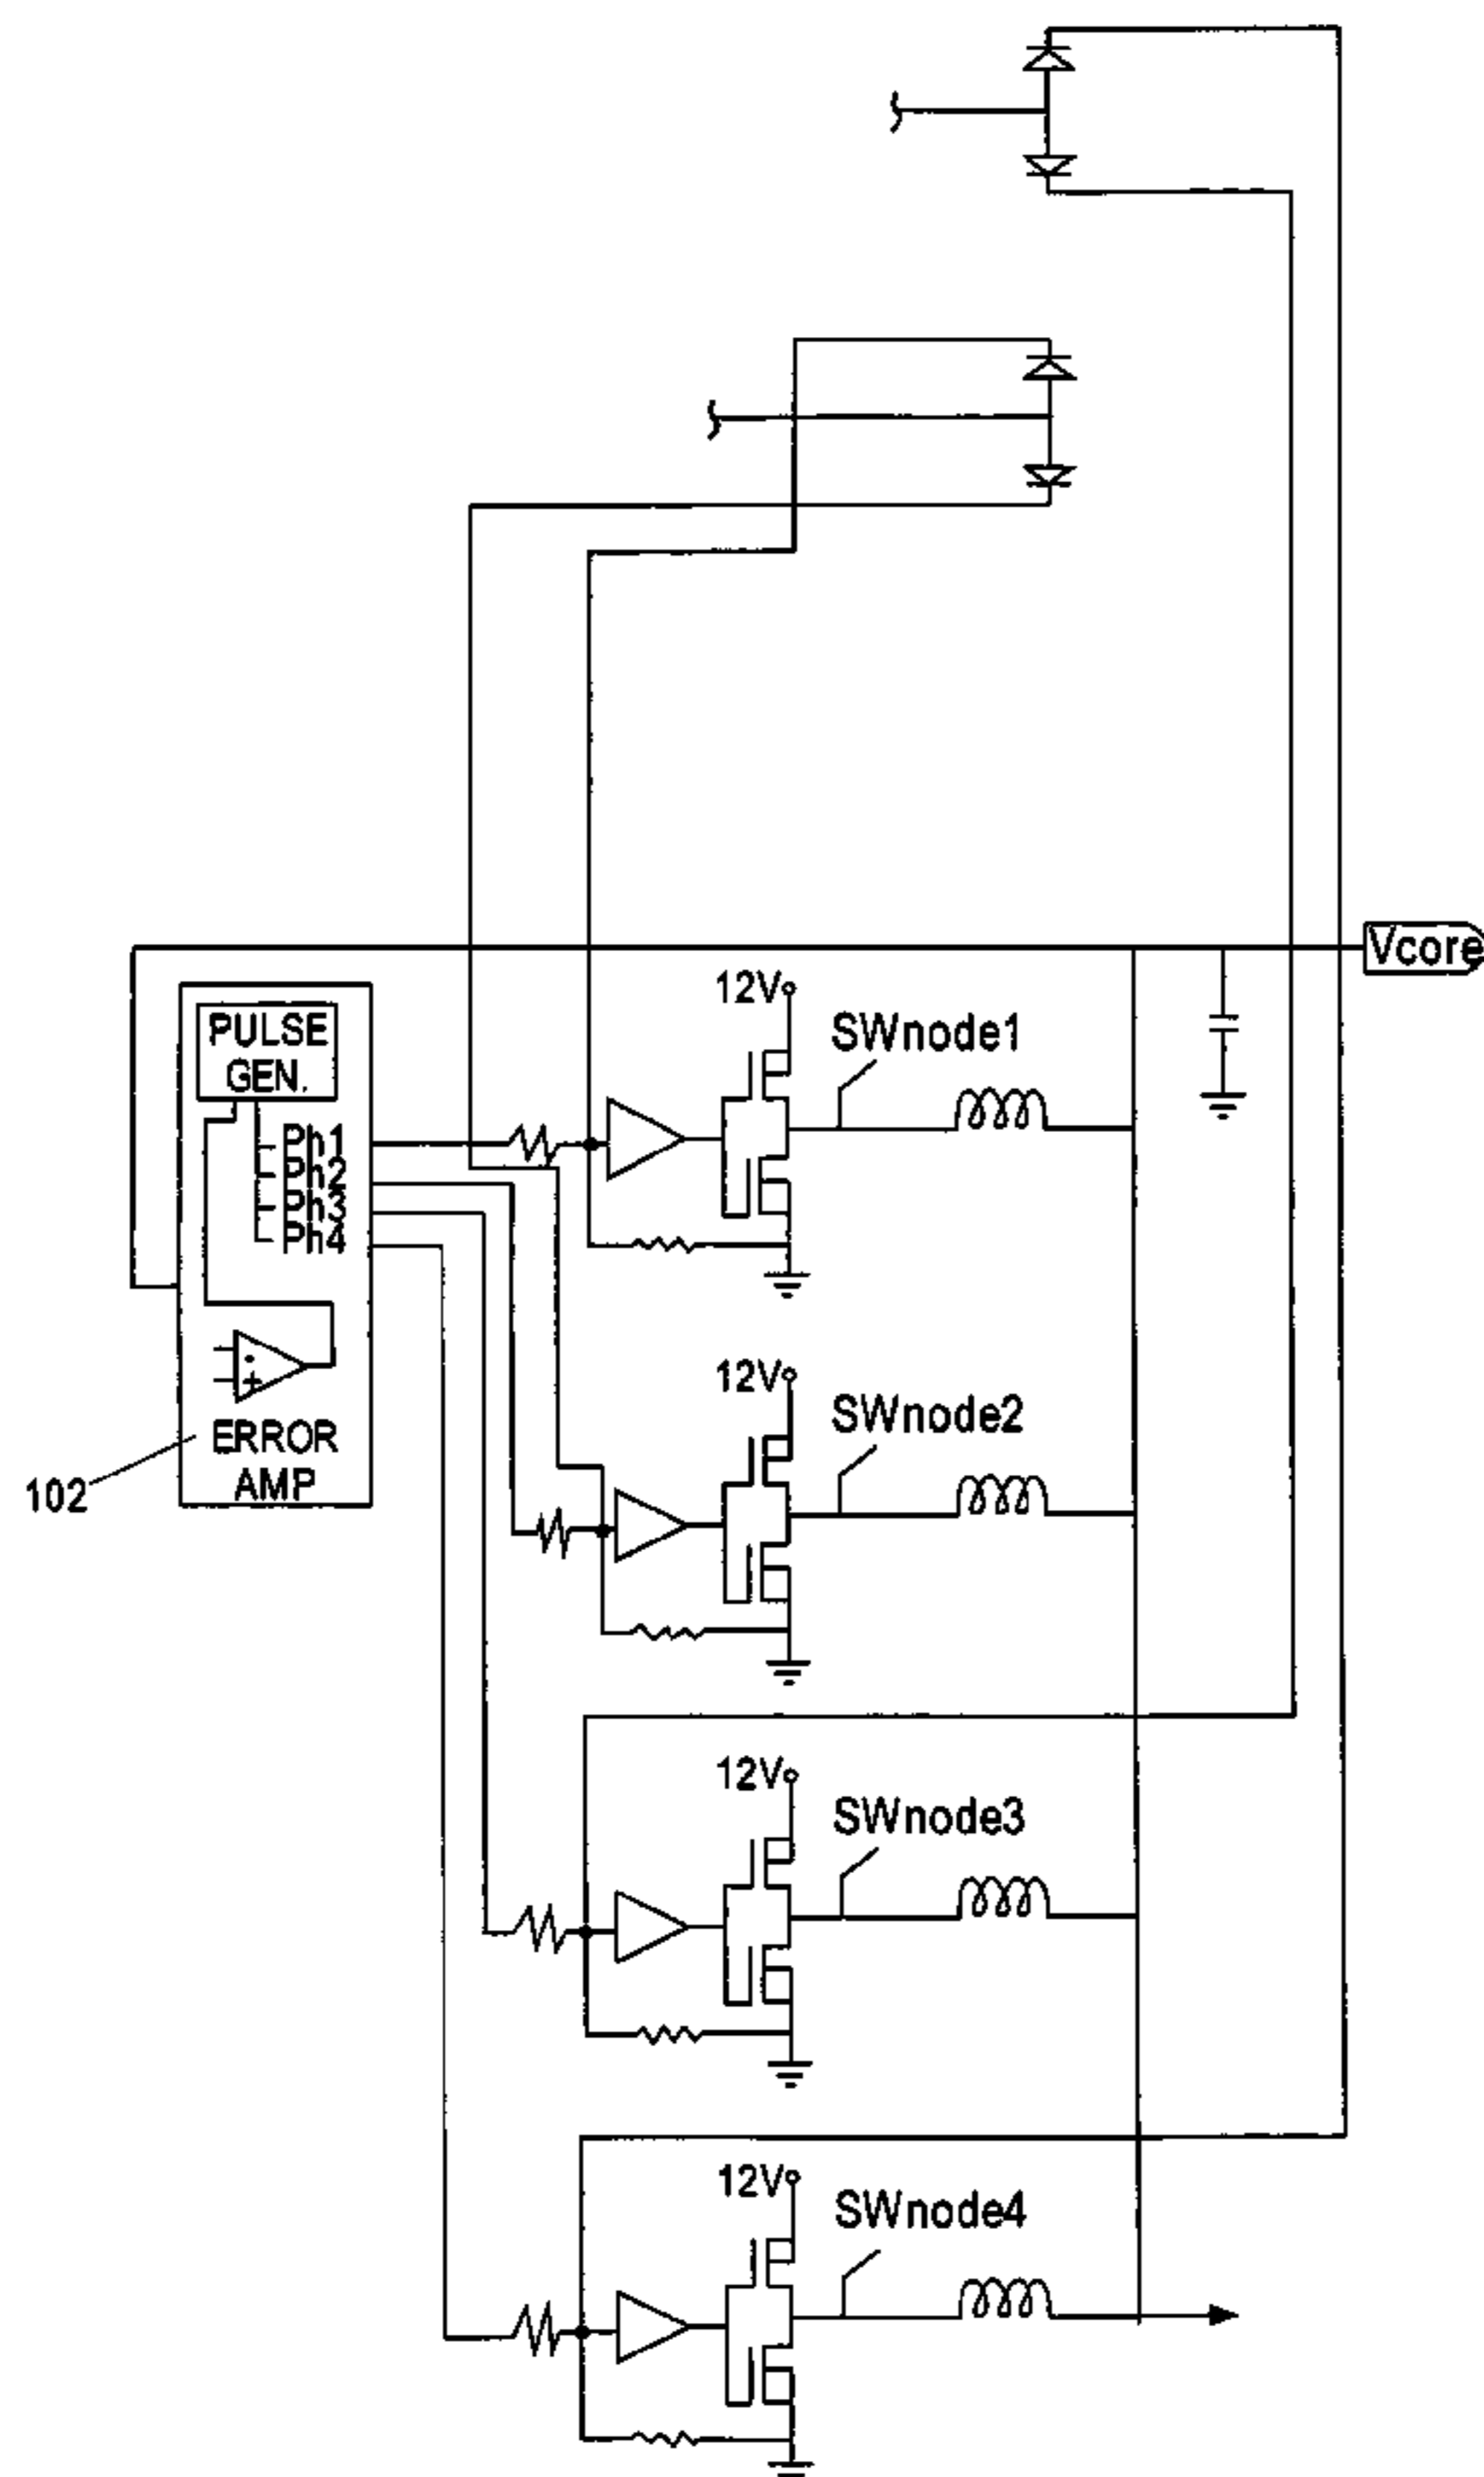 Vcore
12V
SWnode1
PULSE
GEN.
Ph1
Ph2
Ph3
Ph4
- 
+
ERROR
AMP
102
12V
SWnode2
12V
SWnode3
12V
SWnode4